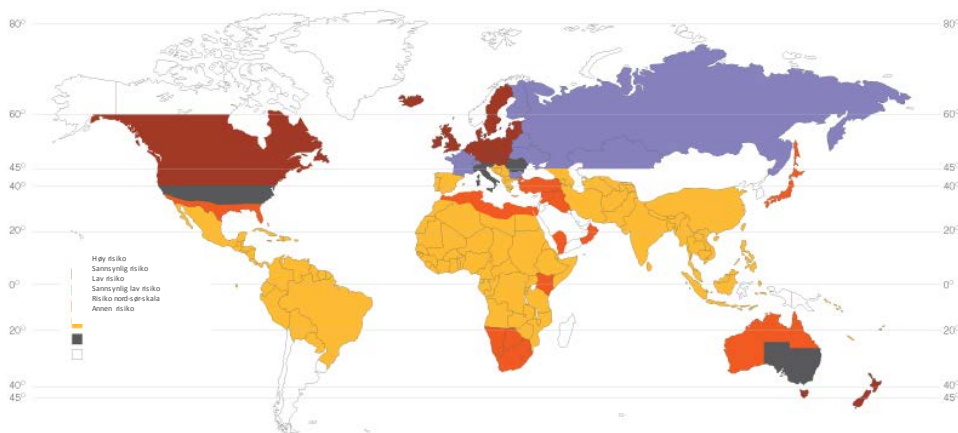 80° 80°
60° 60°
45° 45°
40° 40°
20° 20°
Høy risiko
Sannsynlig risiko
Lav risiko
Sannsynlig lav risiko
Risiko nord-sørskala
Annen risiko
0° 0°
20° 20°
40° 40°
45° 45°